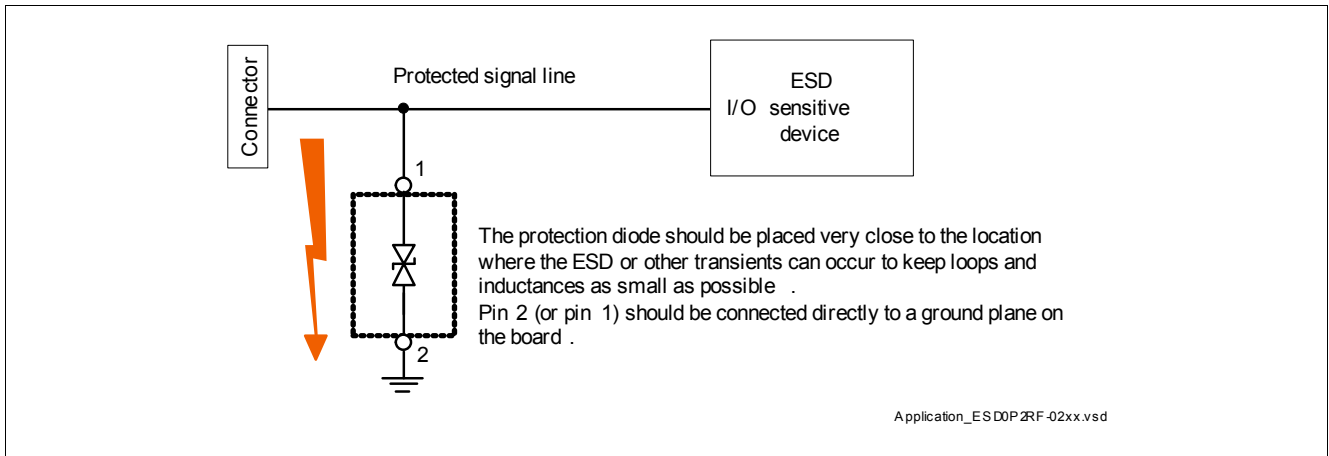 Connector
Protected signal line
ESD
I/O sensitive
device
1
The protection diode should be placed very close to the location
where the ESD or other transients can occur to keep loops and
inductances as small as possible .
Pin 2 (or pin 1) should be connected directly to a ground plane on
the board .
2
Application_ESD0P2RF-02xx.vsd